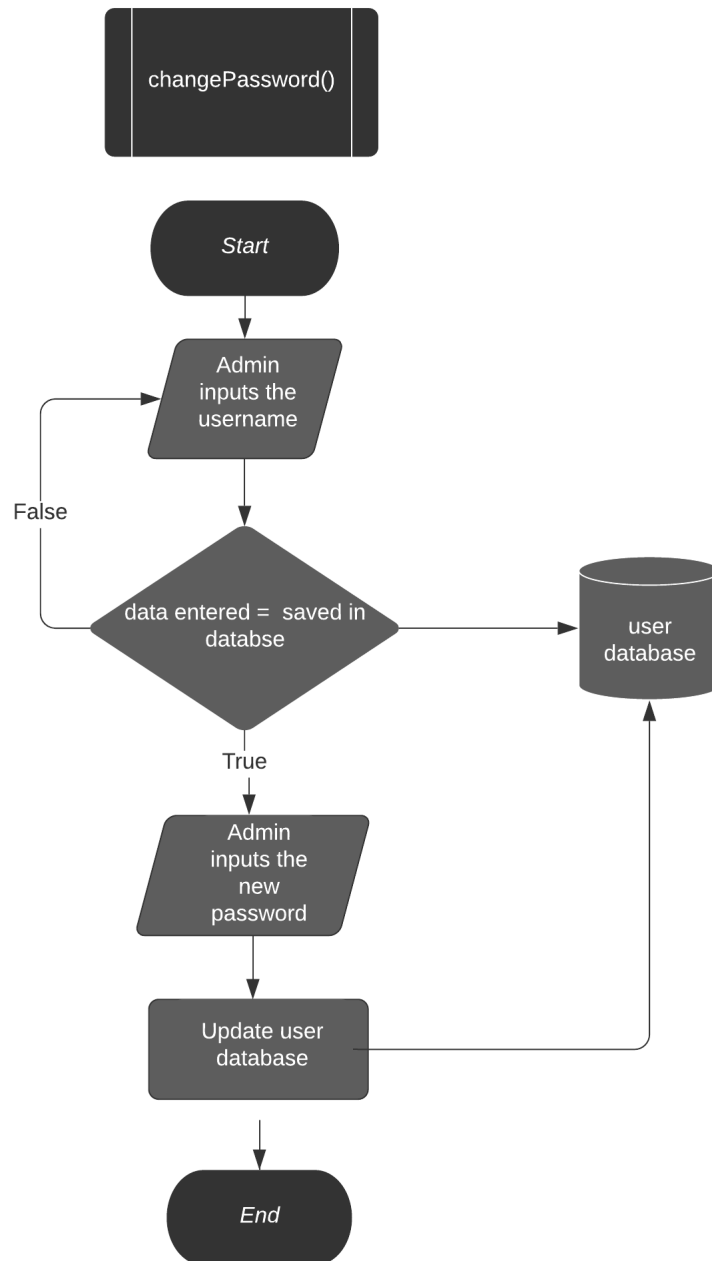 changePassword()
Start
Admin
inputs the
username
False
data entered =  saved in
databse
user
database
True
Admin
inputs the
new
password
Update user
database
End